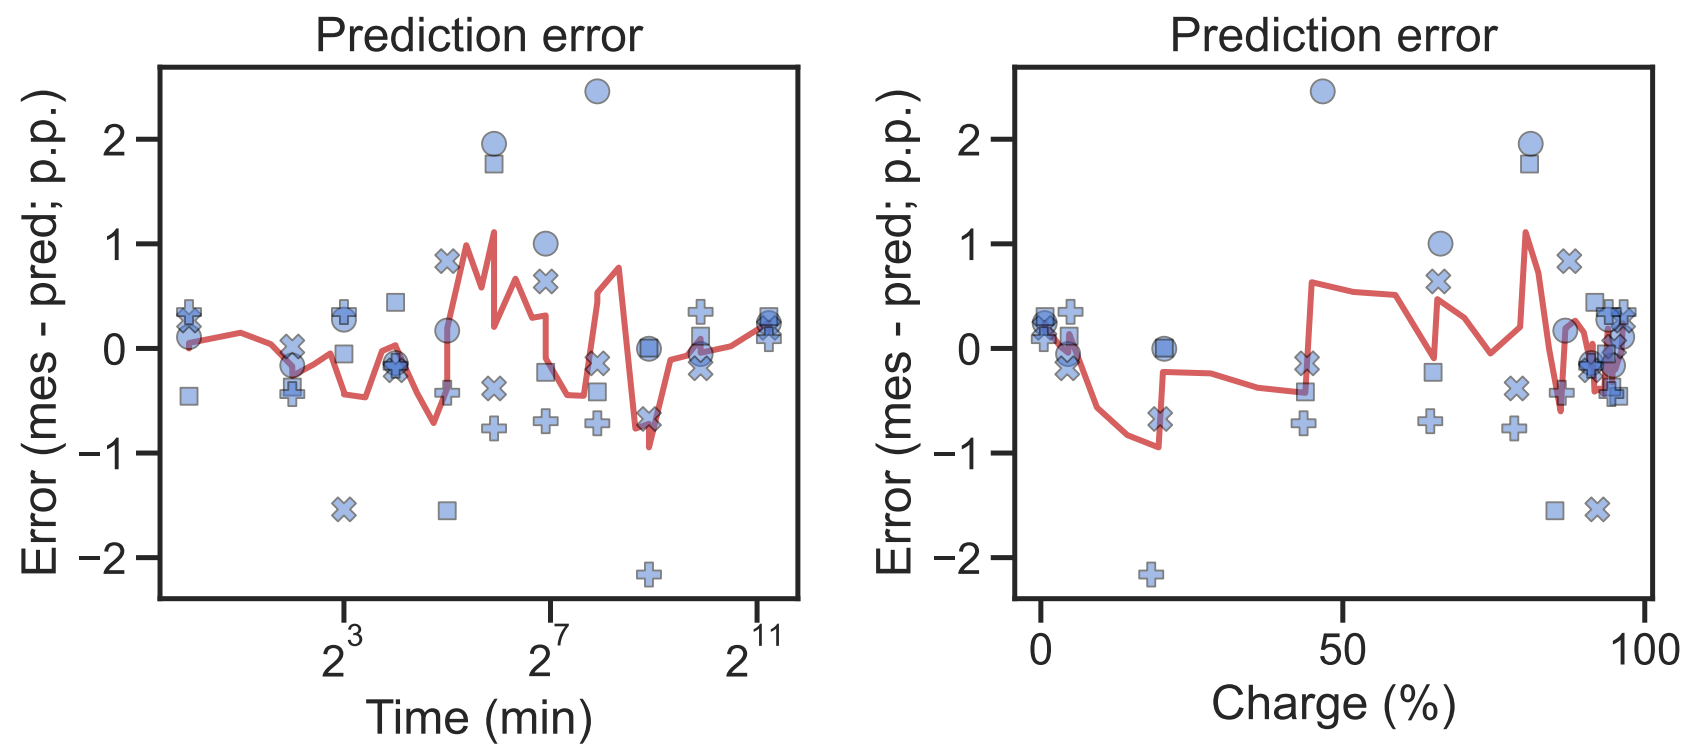 Prediction error
Error (mes - pred; p.p.)
2
1
0
−1
−2
2^3
2^7
2^11
Time (min)
Prediction error
Error (mes - pred; p.p.)
2
1
0
−1
−2
0
50
100
Charge (%)